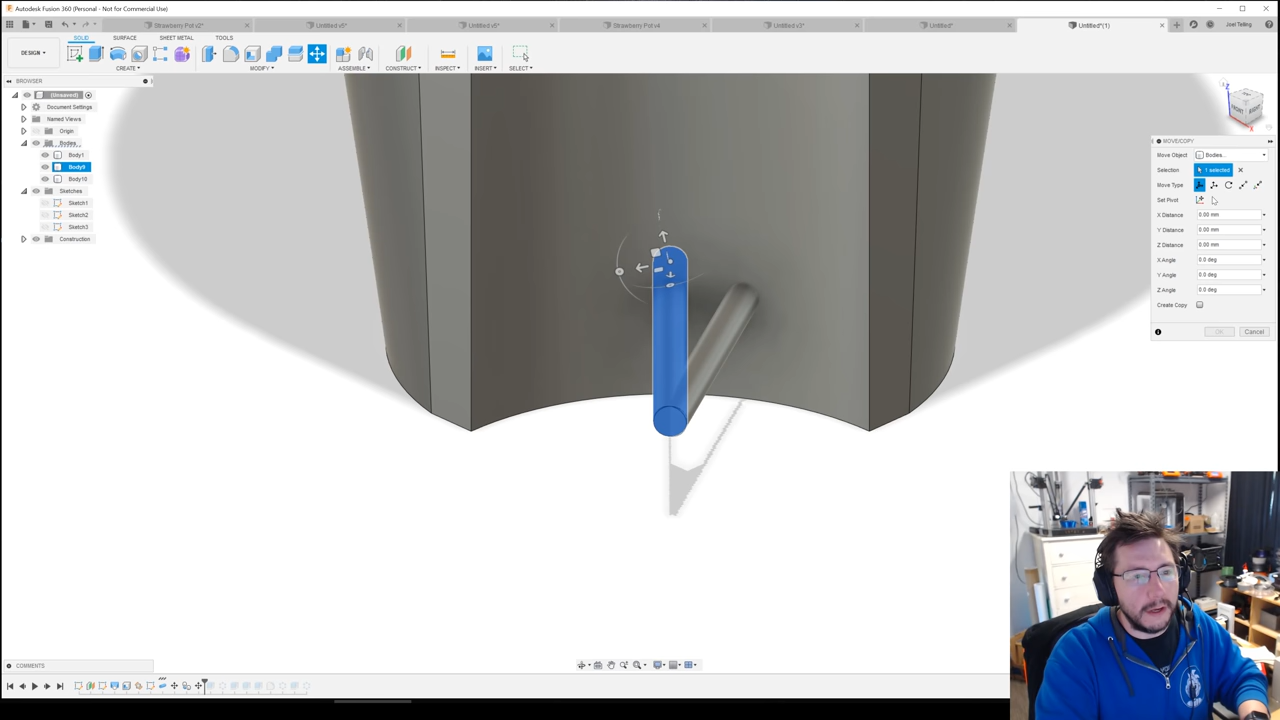 Autodesk Fusion 360 (Personal - Not for Commercial Use)
Strawberry Pot v2*
Untitled v5*
Untitled v5*
Strawberry Pot v4
Untitled v3*
Untitled*
Untitled*(1)
Joel Telling
DESIGN
SOLID
SURFACE
SHEET METAL
TOOLS
CREATE
MODIFY
ASSEMBLE
CONSTRUCT
INSPECT
INSERT
SELECT
BROWSER
(Unsaved)
Document Settings
Named Views
Origin
Bodies
Body1
Body9
Body10
Sketches
Sketch1
Sketch2
Sketch3
Construction
Z
FRONT
RIGHT
X
MOVE/COPY
Move Object
Bodies...
Selection
1 selected
Move Type
Set Pivot
X Distance
0.00 mm
Y Distance
0.00 mm
Z Distance
0.00 mm
X Angle
0.0 deg
Y Angle
0.0 deg
Z Angle
0.0 deg
Create Copy
OK
Cancel
COMMENTS